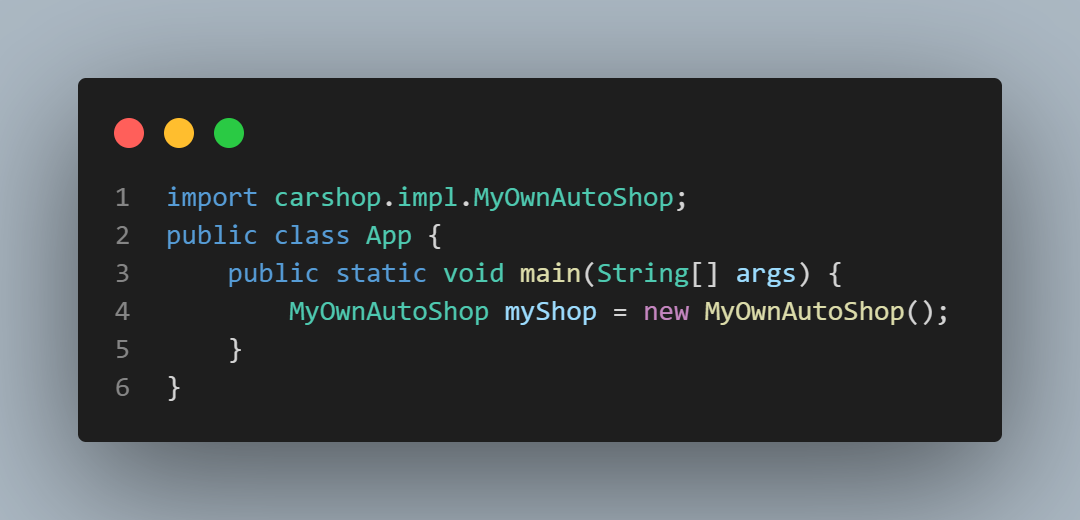 1 import carshop.impl.MyOwnAutoShop;
2 public class App {
3     public static void main(String[] args) {
4         MyOwnAutoShop myShop = new MyOwnAutoShop();
5     }
6 }